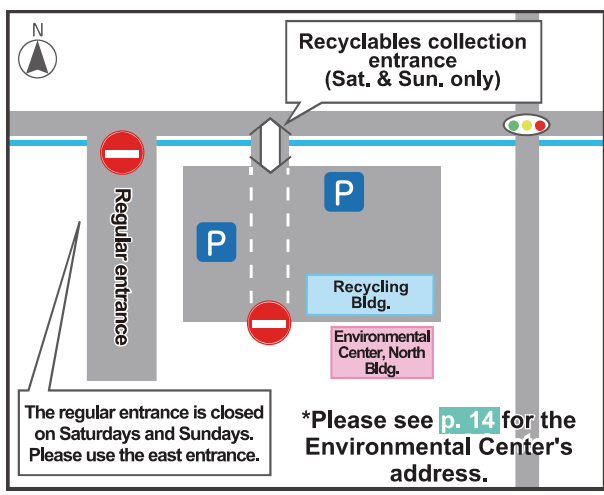 N
Recyclables collection
entrance
(Sat. & Sun. only)
Regular entrance
P
P
Recycling
Bldg.
Environmental
Center, North
Bldg.
The regular entrance is closed
on Saturdays and Sundays.
Please use the east entrance.
*Please see p. 14 for the
Environmental Center's
address.